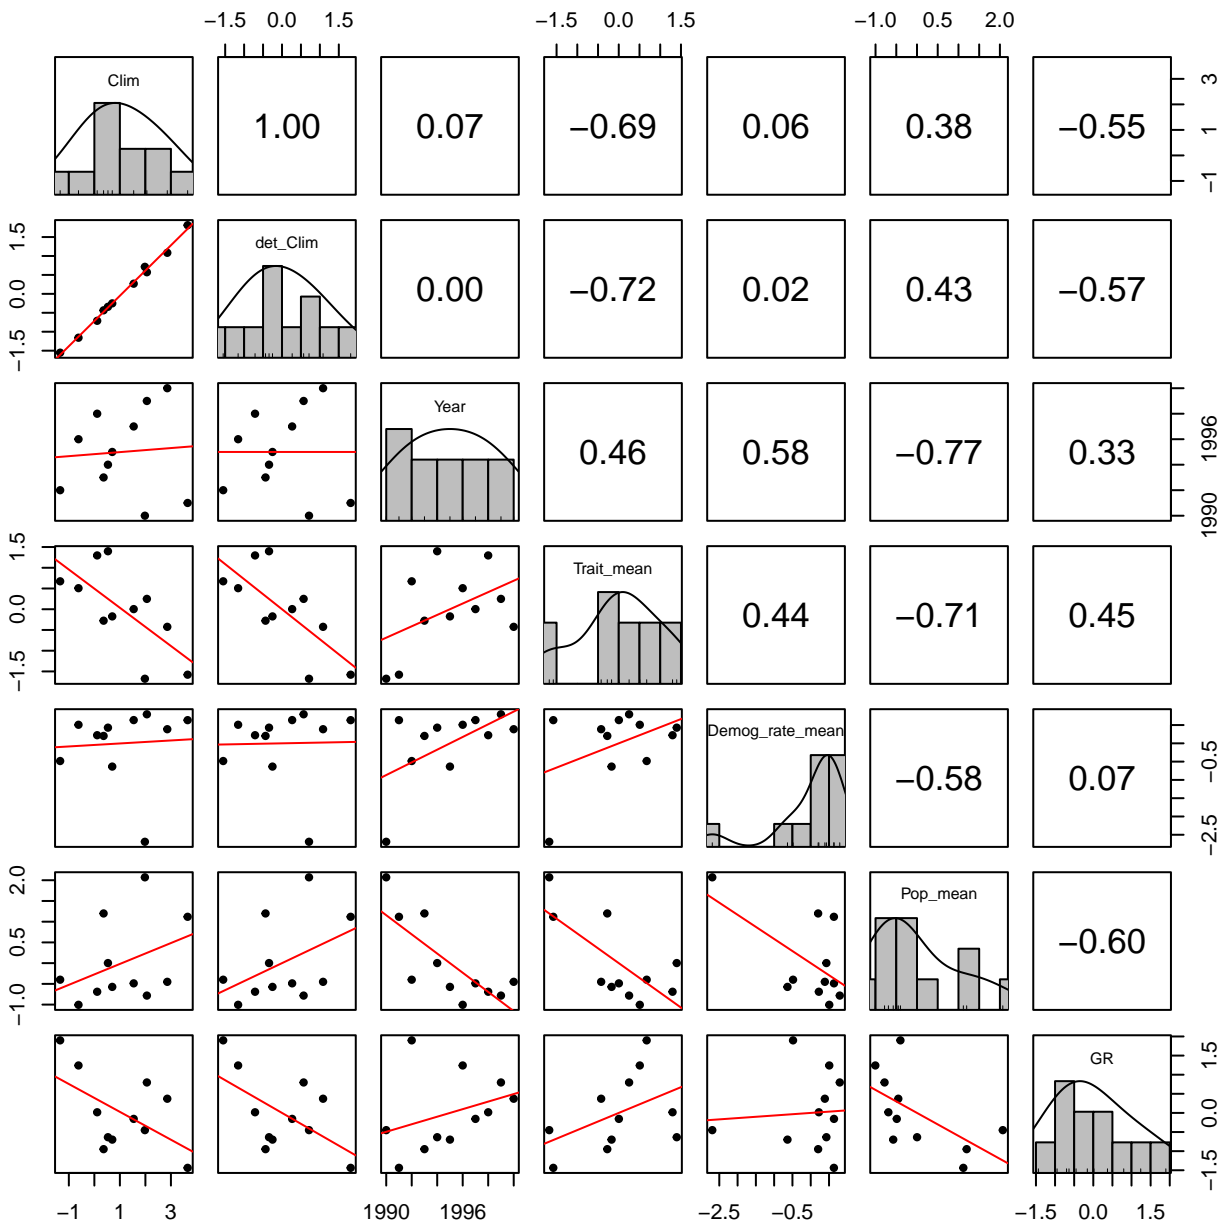 −1.5 0.0 1.5 −1.5 0.0 1.5 −1.0 0.5 2.0
Clim 1.00 0.07 −0.69 0.06 0.38 −0.55
−1 1 3
−1.5 0.0 1.5
det_Clim 0.00 −0.72 0.02 0.43 −0.57
Year 0.46 0.58 −0.77 0.33
1990 1996
−1.5 0.0 1.5
Trait_mean 0.44 −0.71 0.45
Demog_rate_mean −0.58 0.07
−2.5 −0.5
−1.0 0.5 2.0
Pop_mean −0.60
GR
−1.5 0.0 1.5
−1 1 3 1990 1996 −2.5 −0.5 −1.5 0.0 1.5